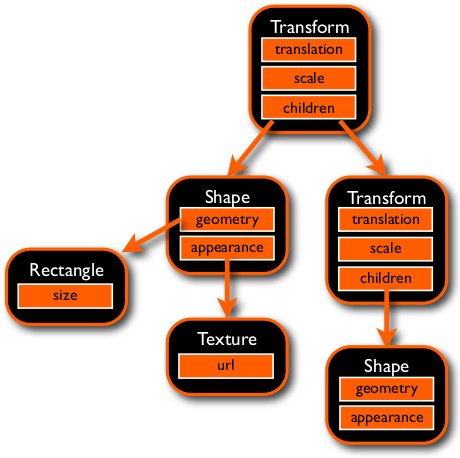 Transform
translation
scale
children
Shape
geometry
appearance
Transform
translation
scale
children
Rectangle
size
Texture
url
Shape
geometry
appearance